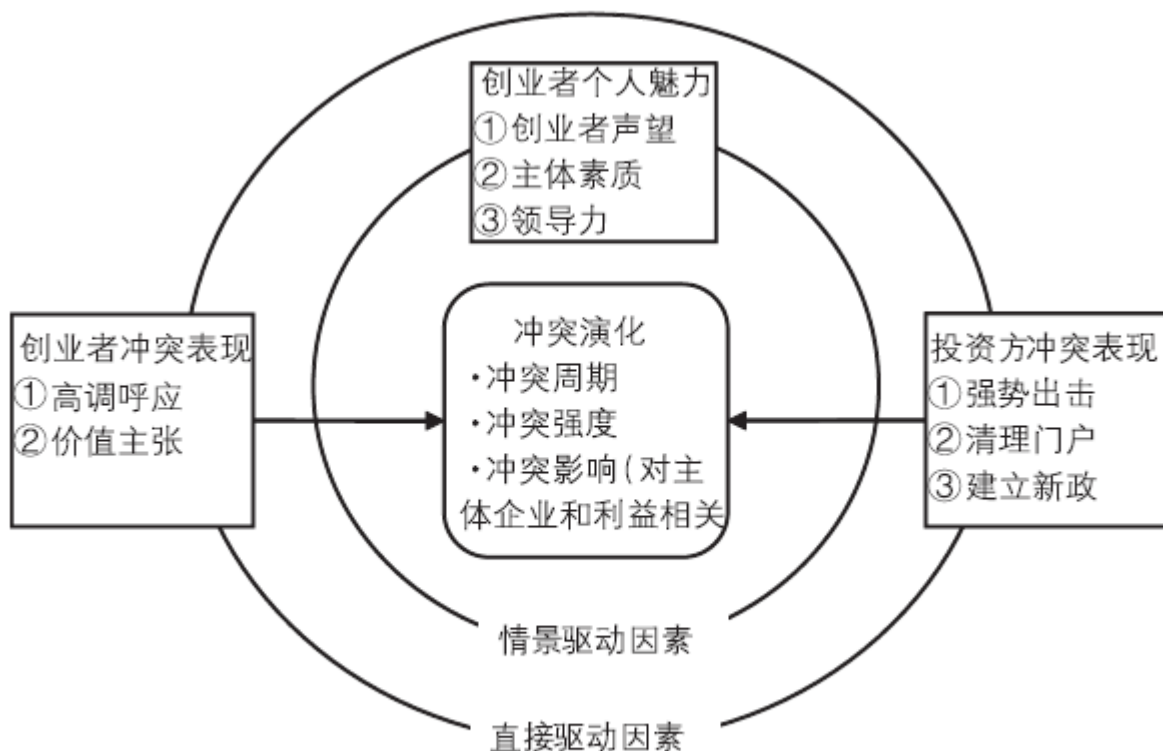 创业者个人魅力
①创业者声望
②主体素质
③领导力
创业者冲突表现
①高调呼应
②价值主张
冲突演化
·冲突周期
·冲突强度
·冲突影响(对主
体企业和利益相关
投资方冲突表现
①强势出击
②清理门户
③建立新政
情景驱动因素
直接驱动因素